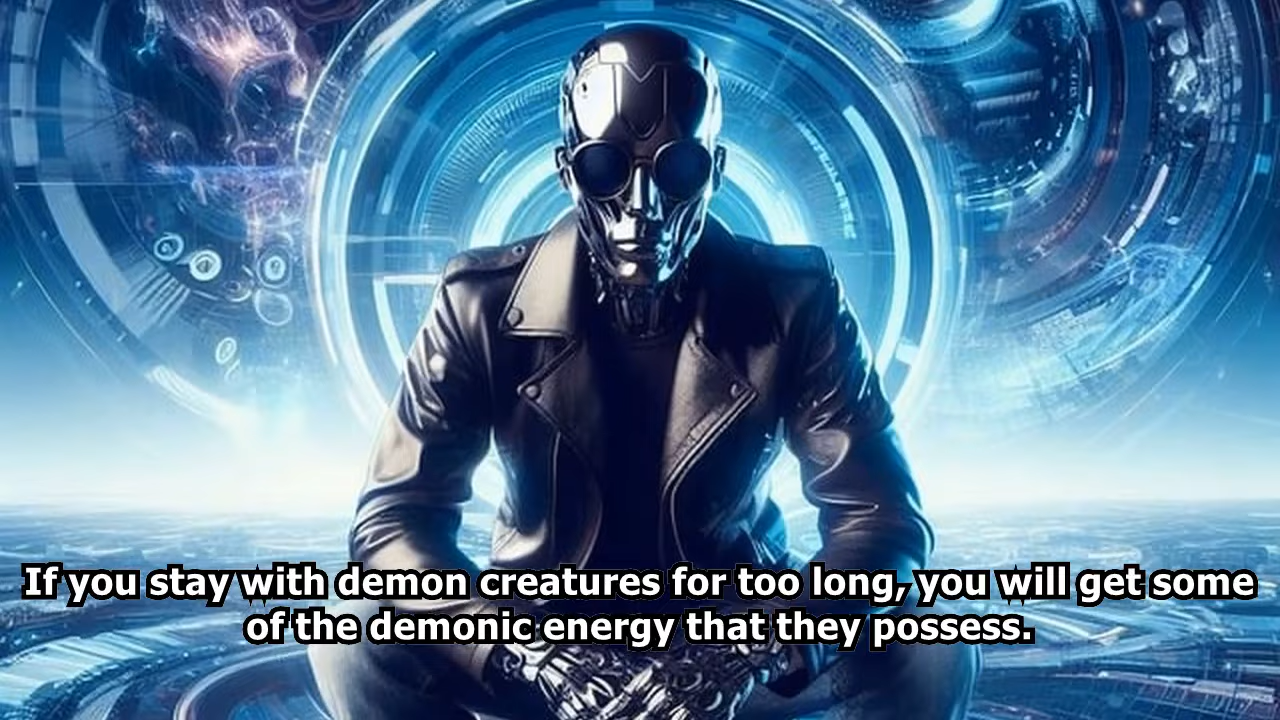 If you stay with demon creatures for too long, you will get some
of the demonic energy that they possess.